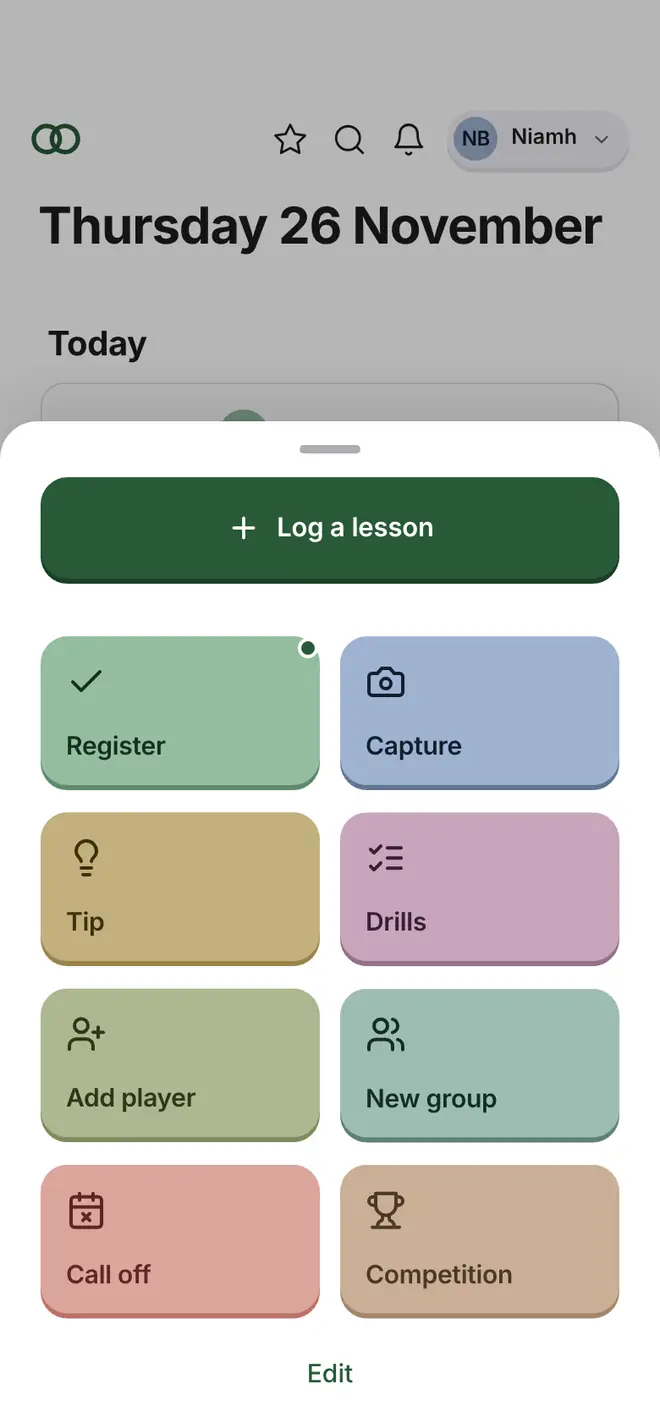 NB Niamh
Thursday 26 November
Today
Log a lesson
Register
Capture
Tip
Drills
Add player
New group
Call off
Competition
Edit